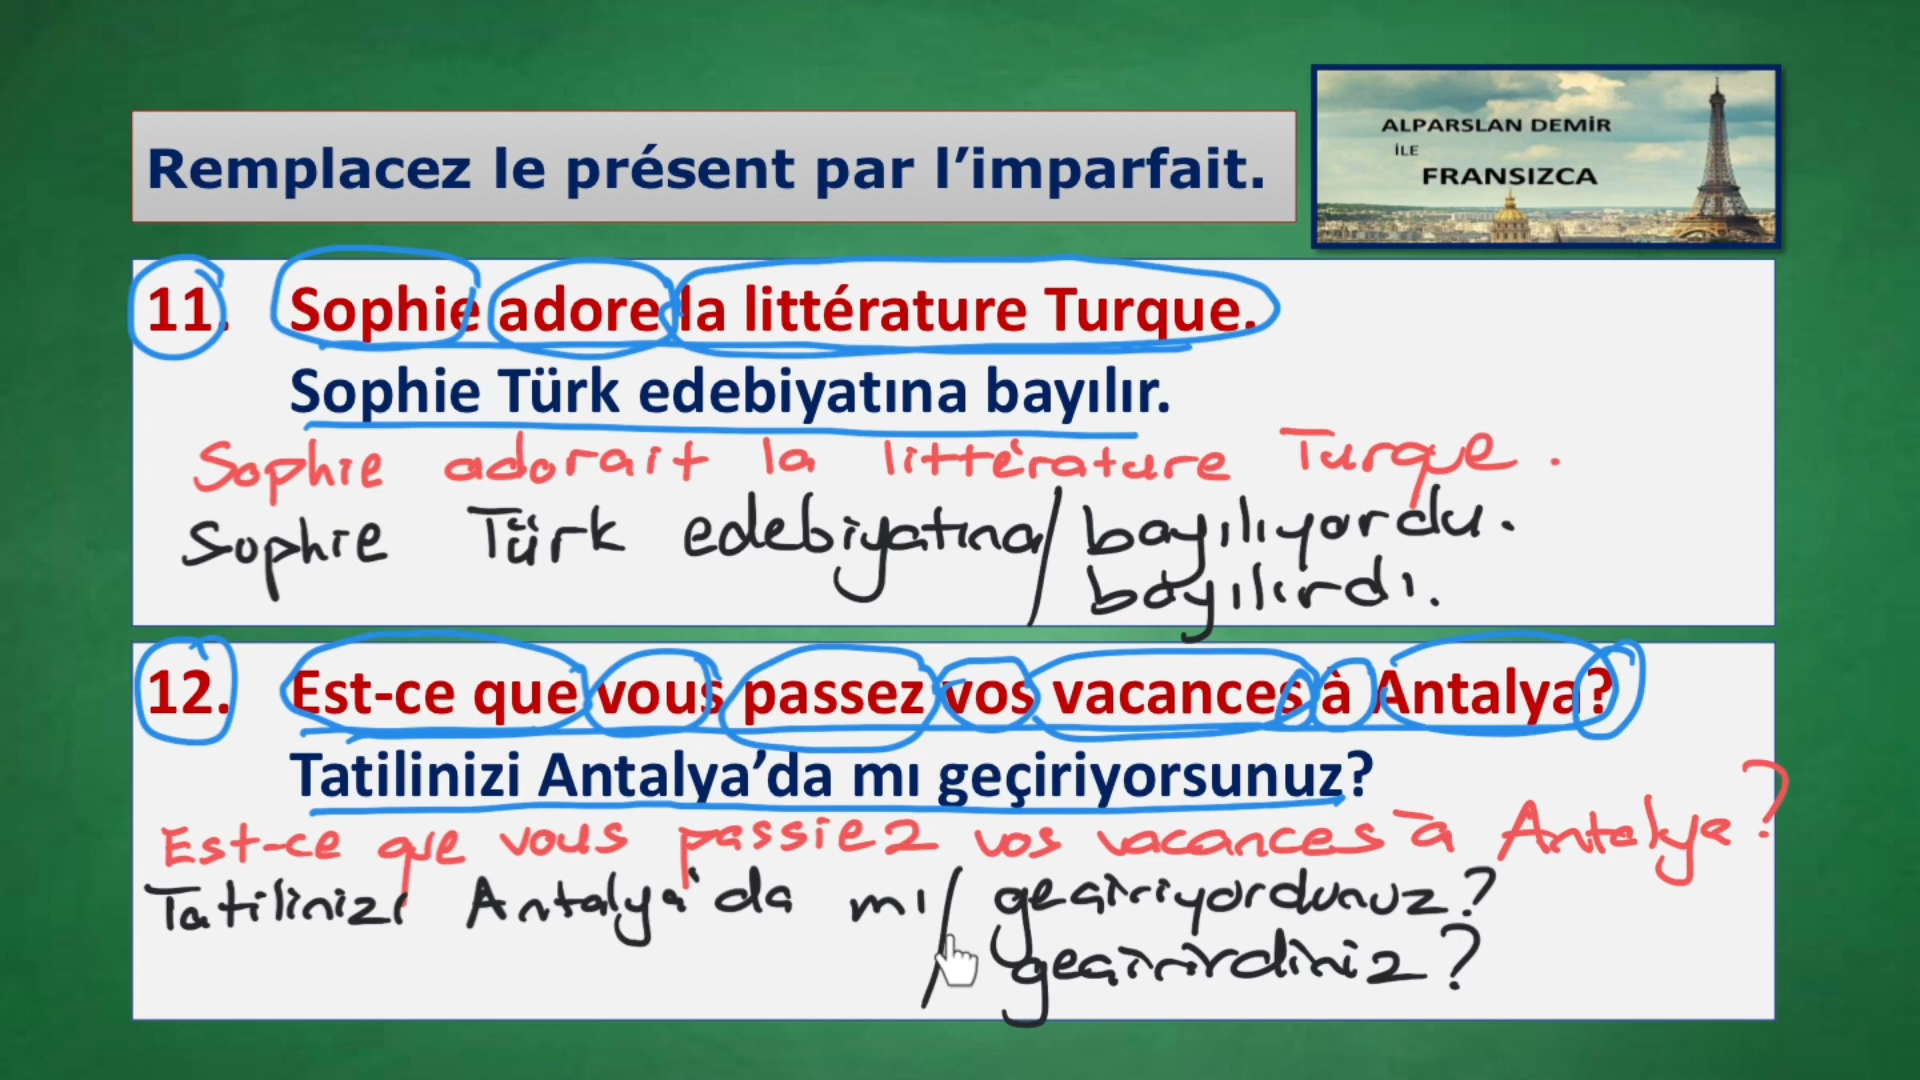 Remplacez le présent par l’imparfait.
ALPARSLAN DEMİR
İLE
FRANSIZCA
11. Sophie adore la littérature Turque.
Sophie Türk edebiyatına bayılır.
Sophie adorait la littérature Turque.
Sophie Türk edebiyatına / bayılıyordu.
bayılırdı.
12. Est-ce que vous passez vos vacances à Antalya?
Tatilinizi Antalya’da mı geçiriyorsunuz?
Est-ce que vous passiez vos vacances à Antalya?
Tatilinizi Antalya'da mı / geçiriyordunuz?
geçirirdiniz?